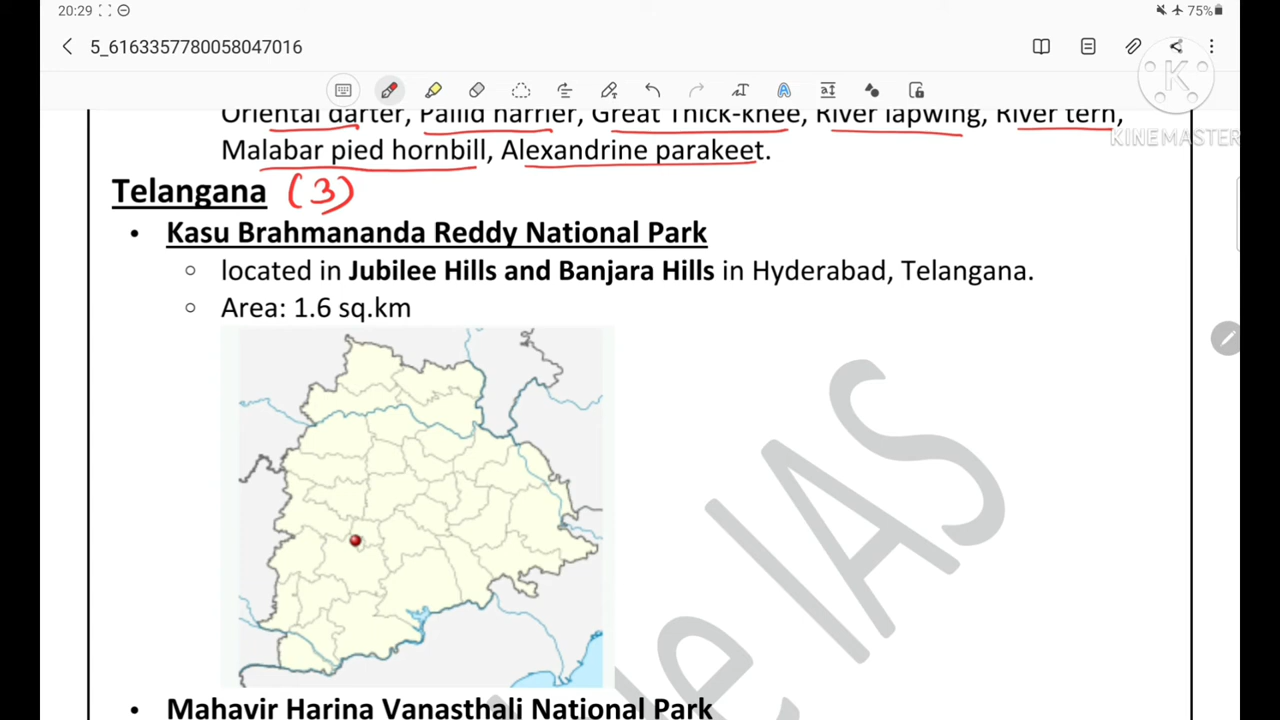 20:29
75%
5_6163357780058047016
K
KINEMASTER
Oriental darter, Pallid harrier, Great Thick-knee, River lapwing, River tern,
Malabar pied hornbill, Alexandrine parakeet.
Telangana (3)
• Kasu Brahmananda Reddy National Park
○ located in Jubilee Hills and Banjara Hills in Hyderabad, Telangana.
○ Area: 1.6 sq.km
• Mahavir Harina Vanasthali National Park
e IAS